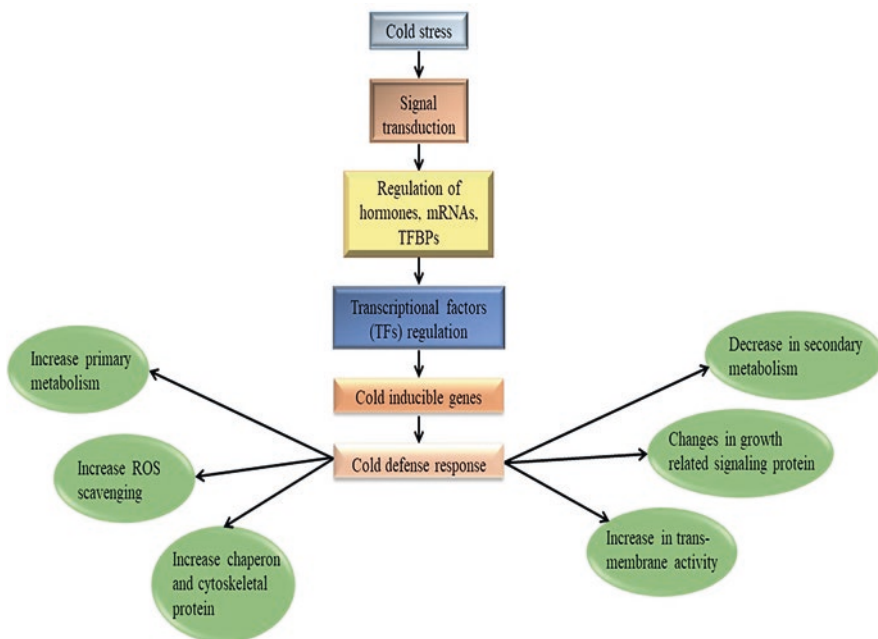 Cold stress
Signal
transduction
Regulation of
hormones, mRNAs,
TFBPs
Transcriptional factors
(TFs) regulation
Cold inducible genes
Cold defense response
Increase primary
metabolism
Increase ROS
scavenging
Increase chaperon
and cytoskeletal
protein
Decrease in secondary
metabolism
Changes in growth
related signaling protein
Increase in trans-
membrane activity